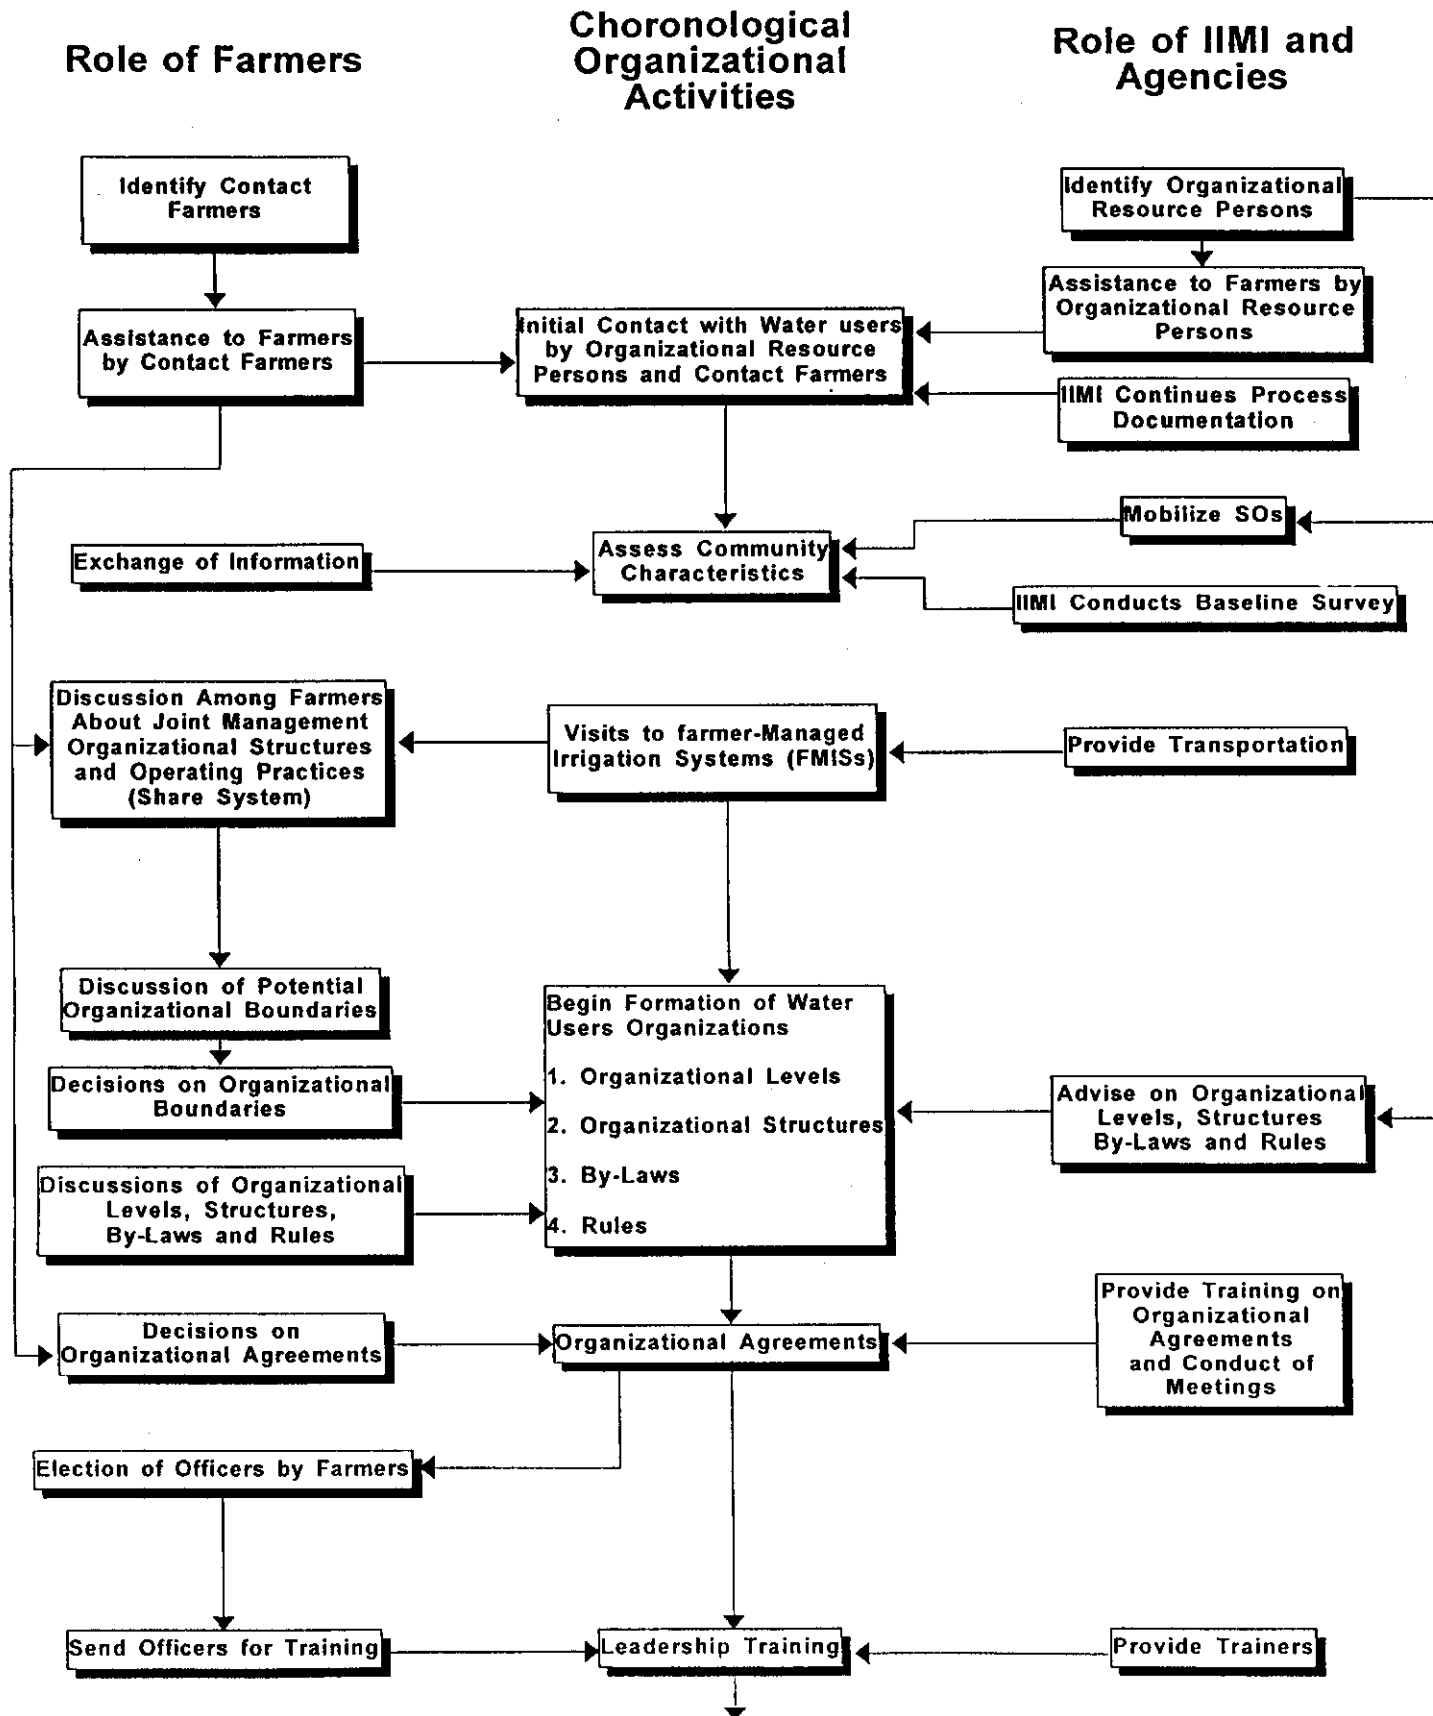 Role of Farmers
Choronological
Organizational
Activities
Role of IIMI and
Agencies
Identify Contact
Farmers
Identify Organizational
Resource Persons
Assistance to Farmers
by Contact Farmers
Initial Contact with Water users
by Organizational Resource
Persons and Contact Farmers
Assistance to Farmers by
Organizational Resource
Persons
IIMI Continues Process
Documentation
Exchange of Information
Assess Community
Characteristics
Mobilize SOs
IIMI Conducts Baseline Survey
Discussion Among Farmers
About Joint Management
Organizational Structures
and Operating Practices
(Share System)
Visits to farmer-Managed
Irrigation Systems (FMISs)
Provide Transportation
Discussion of Potential
Organizational Boundaries
Decisions on Organizational
Boundaries
Discussions of Organizational
Levels, Structures,
By-Laws and Rules
Begin Formation of Water
Users Organizations
1. Organizational Levels
2. Organizational Structures
3. By-Laws
4. Rules
Advise on Organizational
Levels, Structures
By-Laws and Rules
Decisions on
Organizational Agreements
Organizational Agreements
Provide Training on
Organizational
Agreements
and Conduct of
Meetings
Election of Officers by Farmers
Send Officers for Training
Leadership Training
Provide Trainers